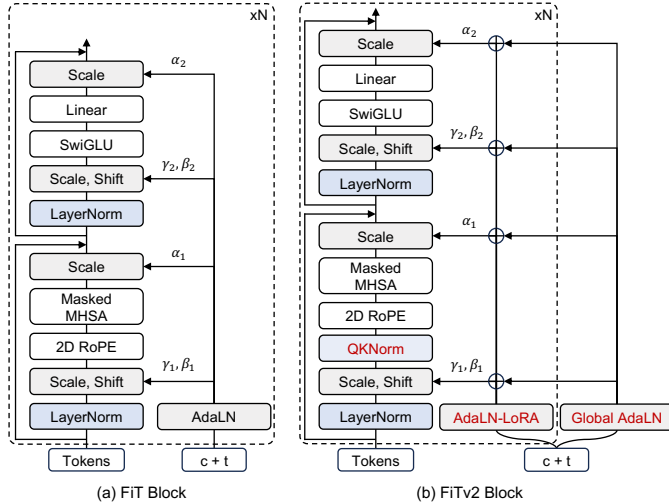 xN
α₂
Scale
Linear
SwiGLU
γ₂, β₂
Scale, Shift
LayerNorm
α₁
Scale
Masked
MHSA
2D RoPE
γ₁, β₁
Scale, Shift
LayerNorm
AdaLN
Tokens
c + t
(a) FiT Block
xN
α₂
Scale
Linear
SwiGLU
γ₂, β₂
Scale, Shift
LayerNorm
α₁
Scale
Masked
MHSA
2D RoPE
QKNorm
γ₁, β₁
Scale, Shift
LayerNorm
AdaLN-LoRA
Global AdaLN
Tokens
c + t
(b) FiTv2 Block